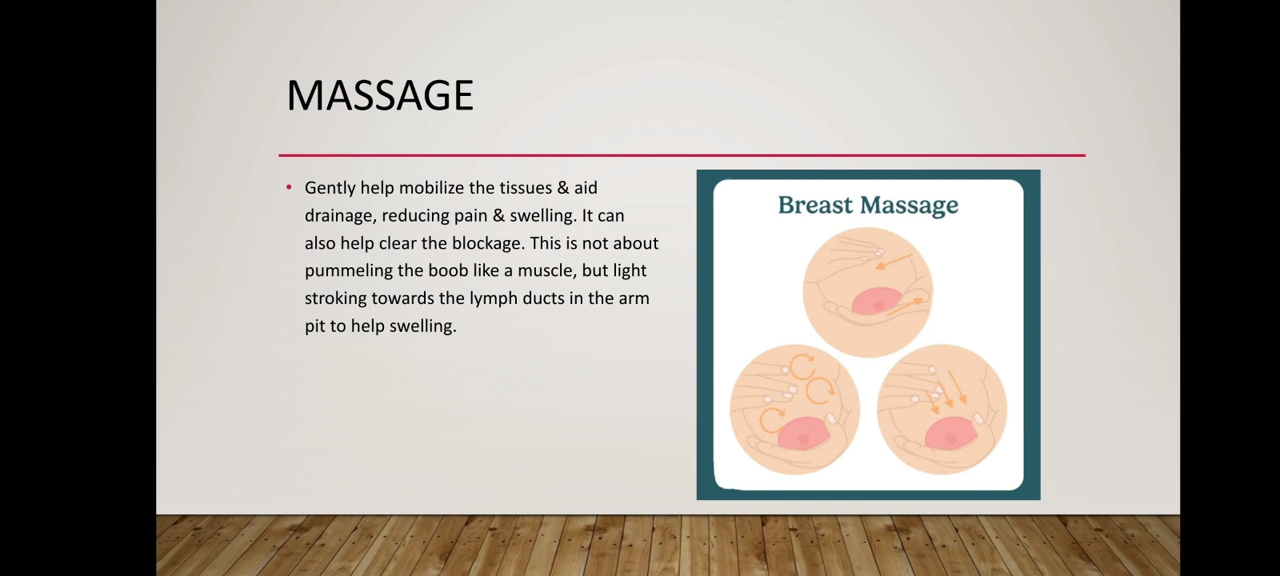 MASSAGE
• Gently help mobilize the tissues & aid
drainage, reducing pain & swelling. It can
also help clear the blockage. This is not about
pummeling the boob like a muscle, but light
stroking towards the lymph ducts in the arm
pit to help swelling.
Breast Massage